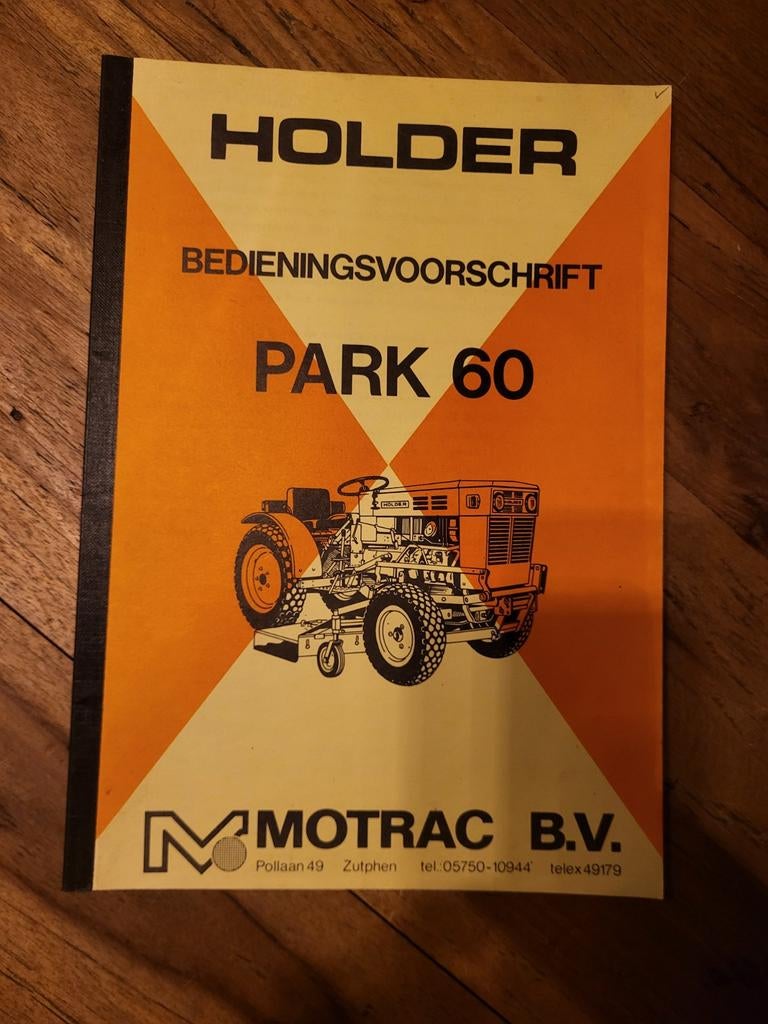 HOLDER
BEDIENINGSVOORSCHRIFT
PARK 60
HOLDER
MOTRAC B.V.
Pollaan 49 Zutphen tel.:05750-10944 telex 49179